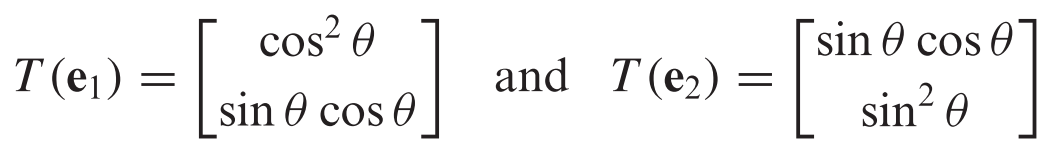 T(e₁) = [cos² θ; sin θ cos θ] and T(e₂) = [sin θ cos θ; sin² θ]